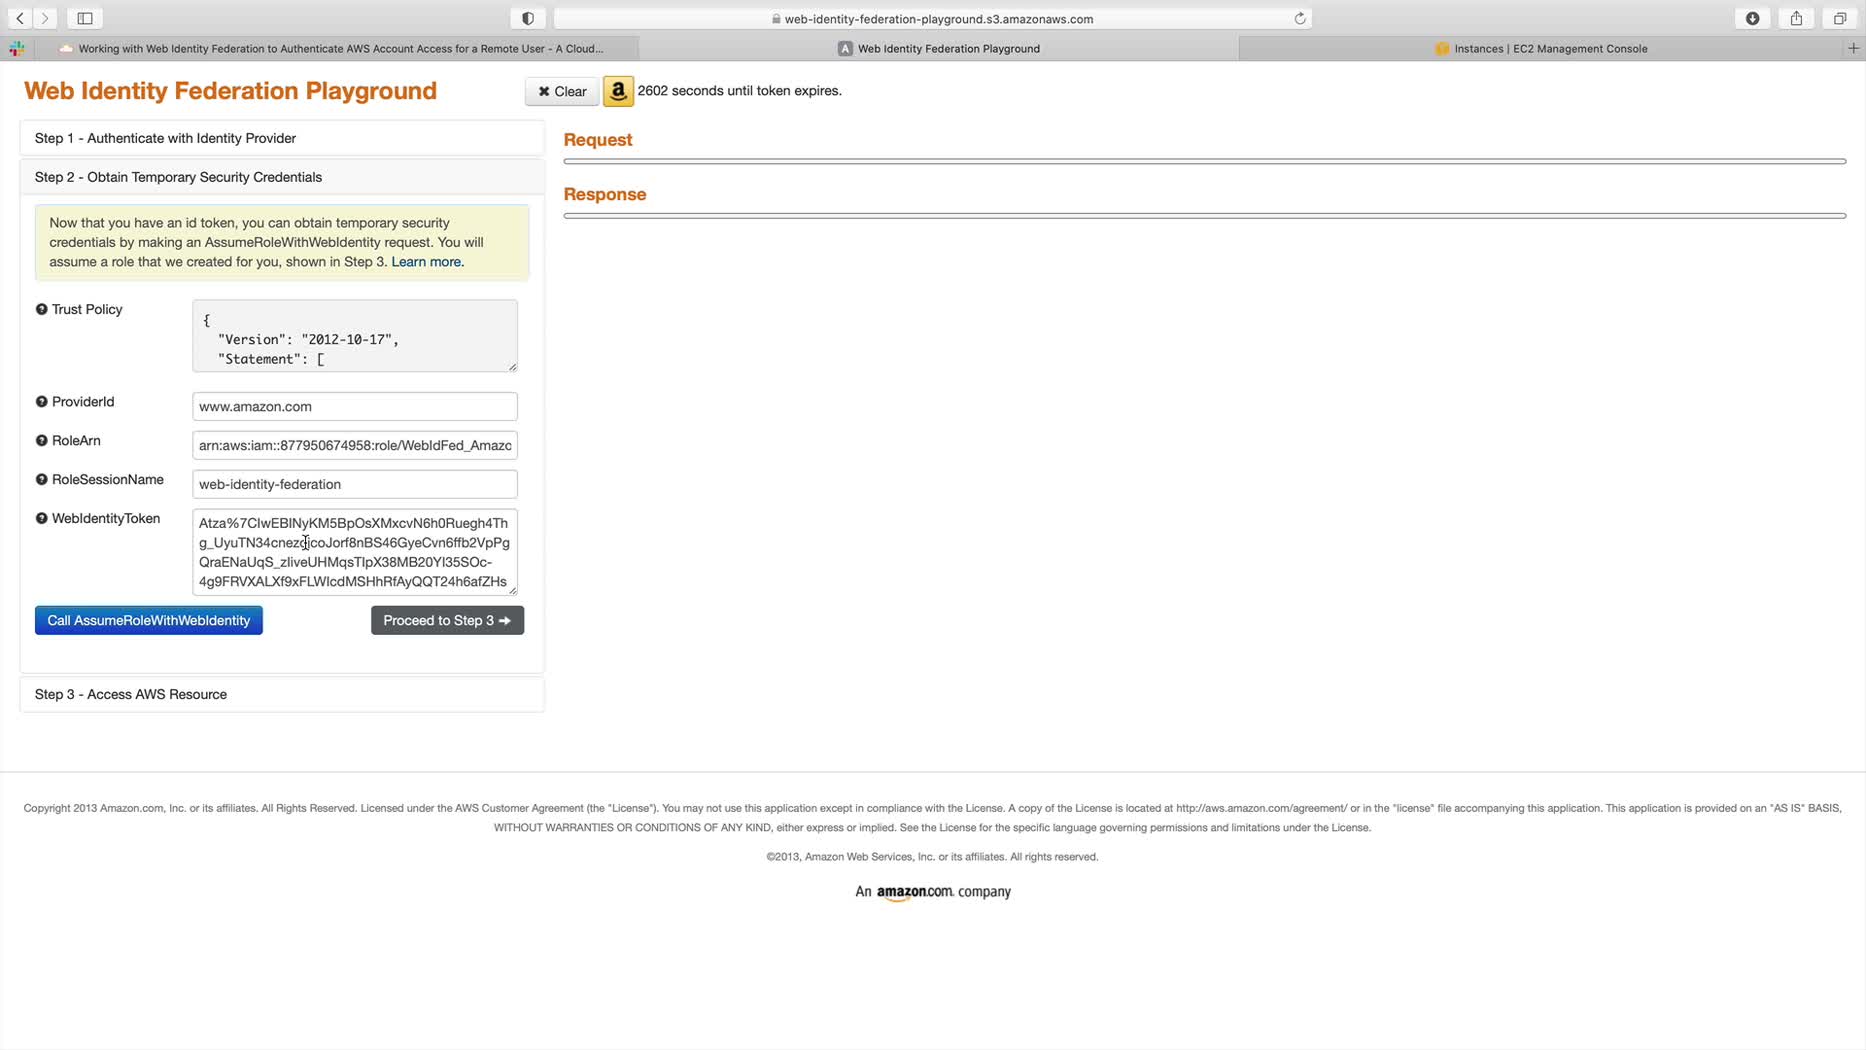 web-identity-federation-playground.s3.amazonaws.com
Working with Web Identity Federation to Authenticate AWS Account Access for a Remote User - A Cloud...
Web Identity Federation Playground
Instances | EC2 Management Console
Web Identity Federation Playground
Clear
2602 seconds until token expires.
Step 1 - Authenticate with Identity Provider
Request
Step 2 - Obtain Temporary Security Credentials
Response
Now that you have an id token, you can obtain temporary security
credentials by making an AssumeRoleWithWebIdentity request. You will
assume a role that we created for you, shown in Step 3. Learn more.
Trust Policy
{
"Version": "2012-10-17",
"Statement": [
ProviderId
www.amazon.com
RoleArn
arn:aws:iam::877950674958:role/WebIdFed_Amazo
RoleSessionName
web-identity-federation
WebIdentityToken
Call AssumeRoleWithWebIdentity
Proceed to Step 3
Step 3 - Access AWS Resource
Copyright 2013 Amazon.com, Inc. or its affiliates. All Rights Reserved. Licensed under the AWS Customer Agreement (the "License"). You may not use this application except in compliance with the License. A copy of the License is located at http://aws.amazon.com/agreement/ or in the "license" file accompanying this application. This application is provided on an "AS IS" BASIS,
WITHOUT WARRANTIES OR CONDITIONS OF ANY KIND, either express or implied. See the License for the specific language governing permissions and limitations under the License.
©2013, Amazon Web Services, Inc. or its affiliates. All rights reserved.
An amazon.com company